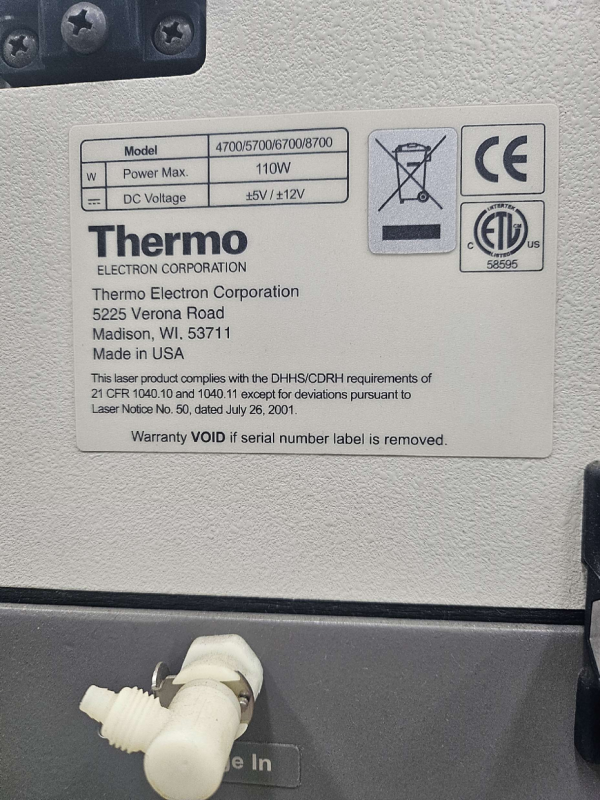 Model 4700/5700/6700/8700
W Power Max. 110W
DC Voltage ±5V / ±12V
CE
INTERTEK
ETL
LISTED
C US
58595
Thermo
ELECTRON CORPORATION
Thermo Electron Corporation
5225 Verona Road
Madison, WI, 53711
Made in USA
This laser product complies with the DHHS/CDRH requirements of
21 CFR 1040.10 and 1040.11 except for deviations pursuant to
Laser Notice No. 50, dated July 26, 2001.
Warranty VOID if serial number label is removed.
In